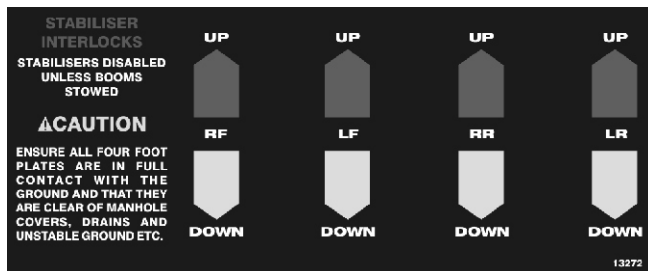 STABILISER
INTERLOCKS
STABILISERS DISABLED
UNLESS BOOMS
STOWED
⚠CAUTION
ENSURE ALL FOUR FOOT
PLATES ARE IN FULL
CONTACT WITH THE
GROUND AND THAT THEY
ARE CLEAR OF MANHOLE
COVERS, DRAINS AND
UNSTABLE GROUND ETC.
UP UP UP UP
RF LF RR LR
DOWN DOWN DOWN DOWN
13272